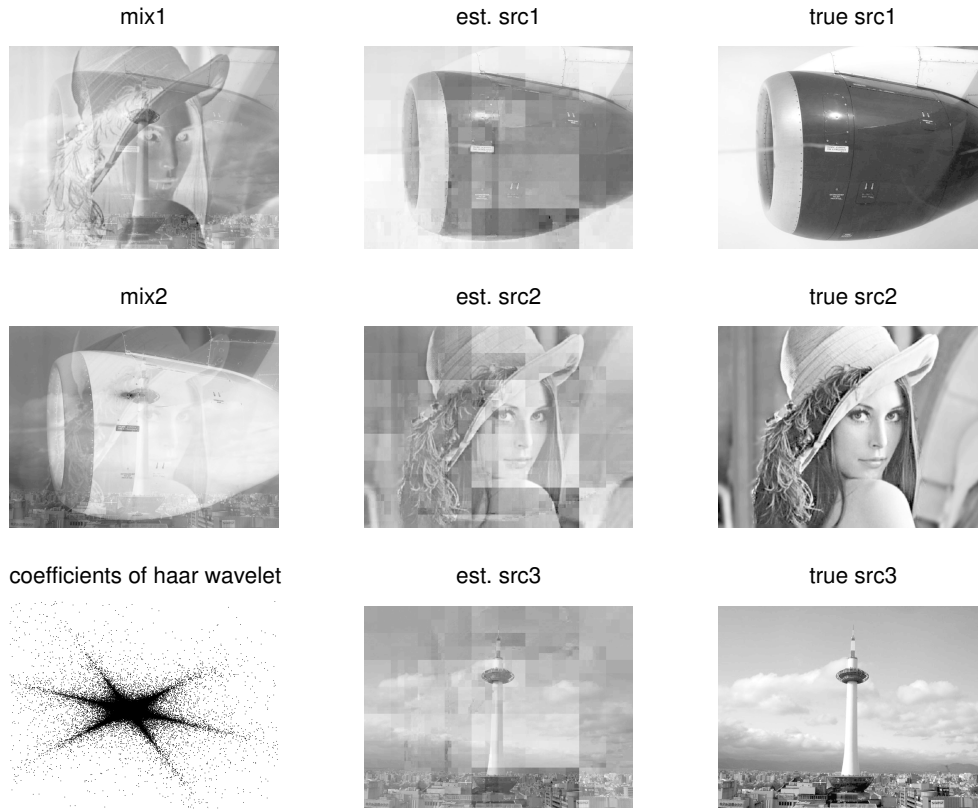 mix1
est. src1
true src1
mix2
est. src2
true src2
coefficients of haar wavelet
est. src3
true src3